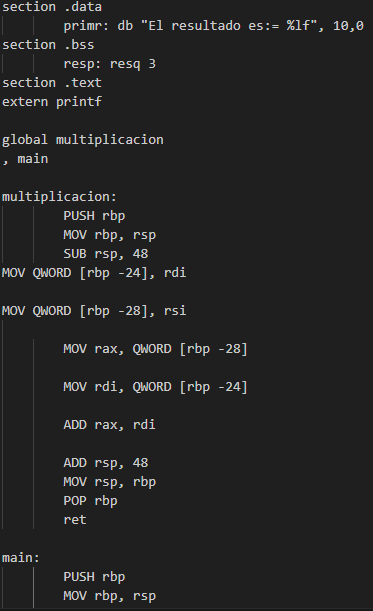 section .data
primr: db "El resultado es:= %lf", 10,0
section .bss
resp: resq 3
section .text
extern printf
global multiplicacion
, main
multiplicacion:
PUSH rbp
MOV rbp, rsp
SUB rsp, 48
MOV QWORD [rbp -24], rdi
MOV QWORD [rbp -28], rsi
MOV rax, QWORD [rbp -28]
MOV rdi, QWORD [rbp -24]
ADD rax, rdi
ADD rsp, 48
MOV rsp, rbp
POP rbp
ret
main:
PUSH rbp
MOV rbp, rsp